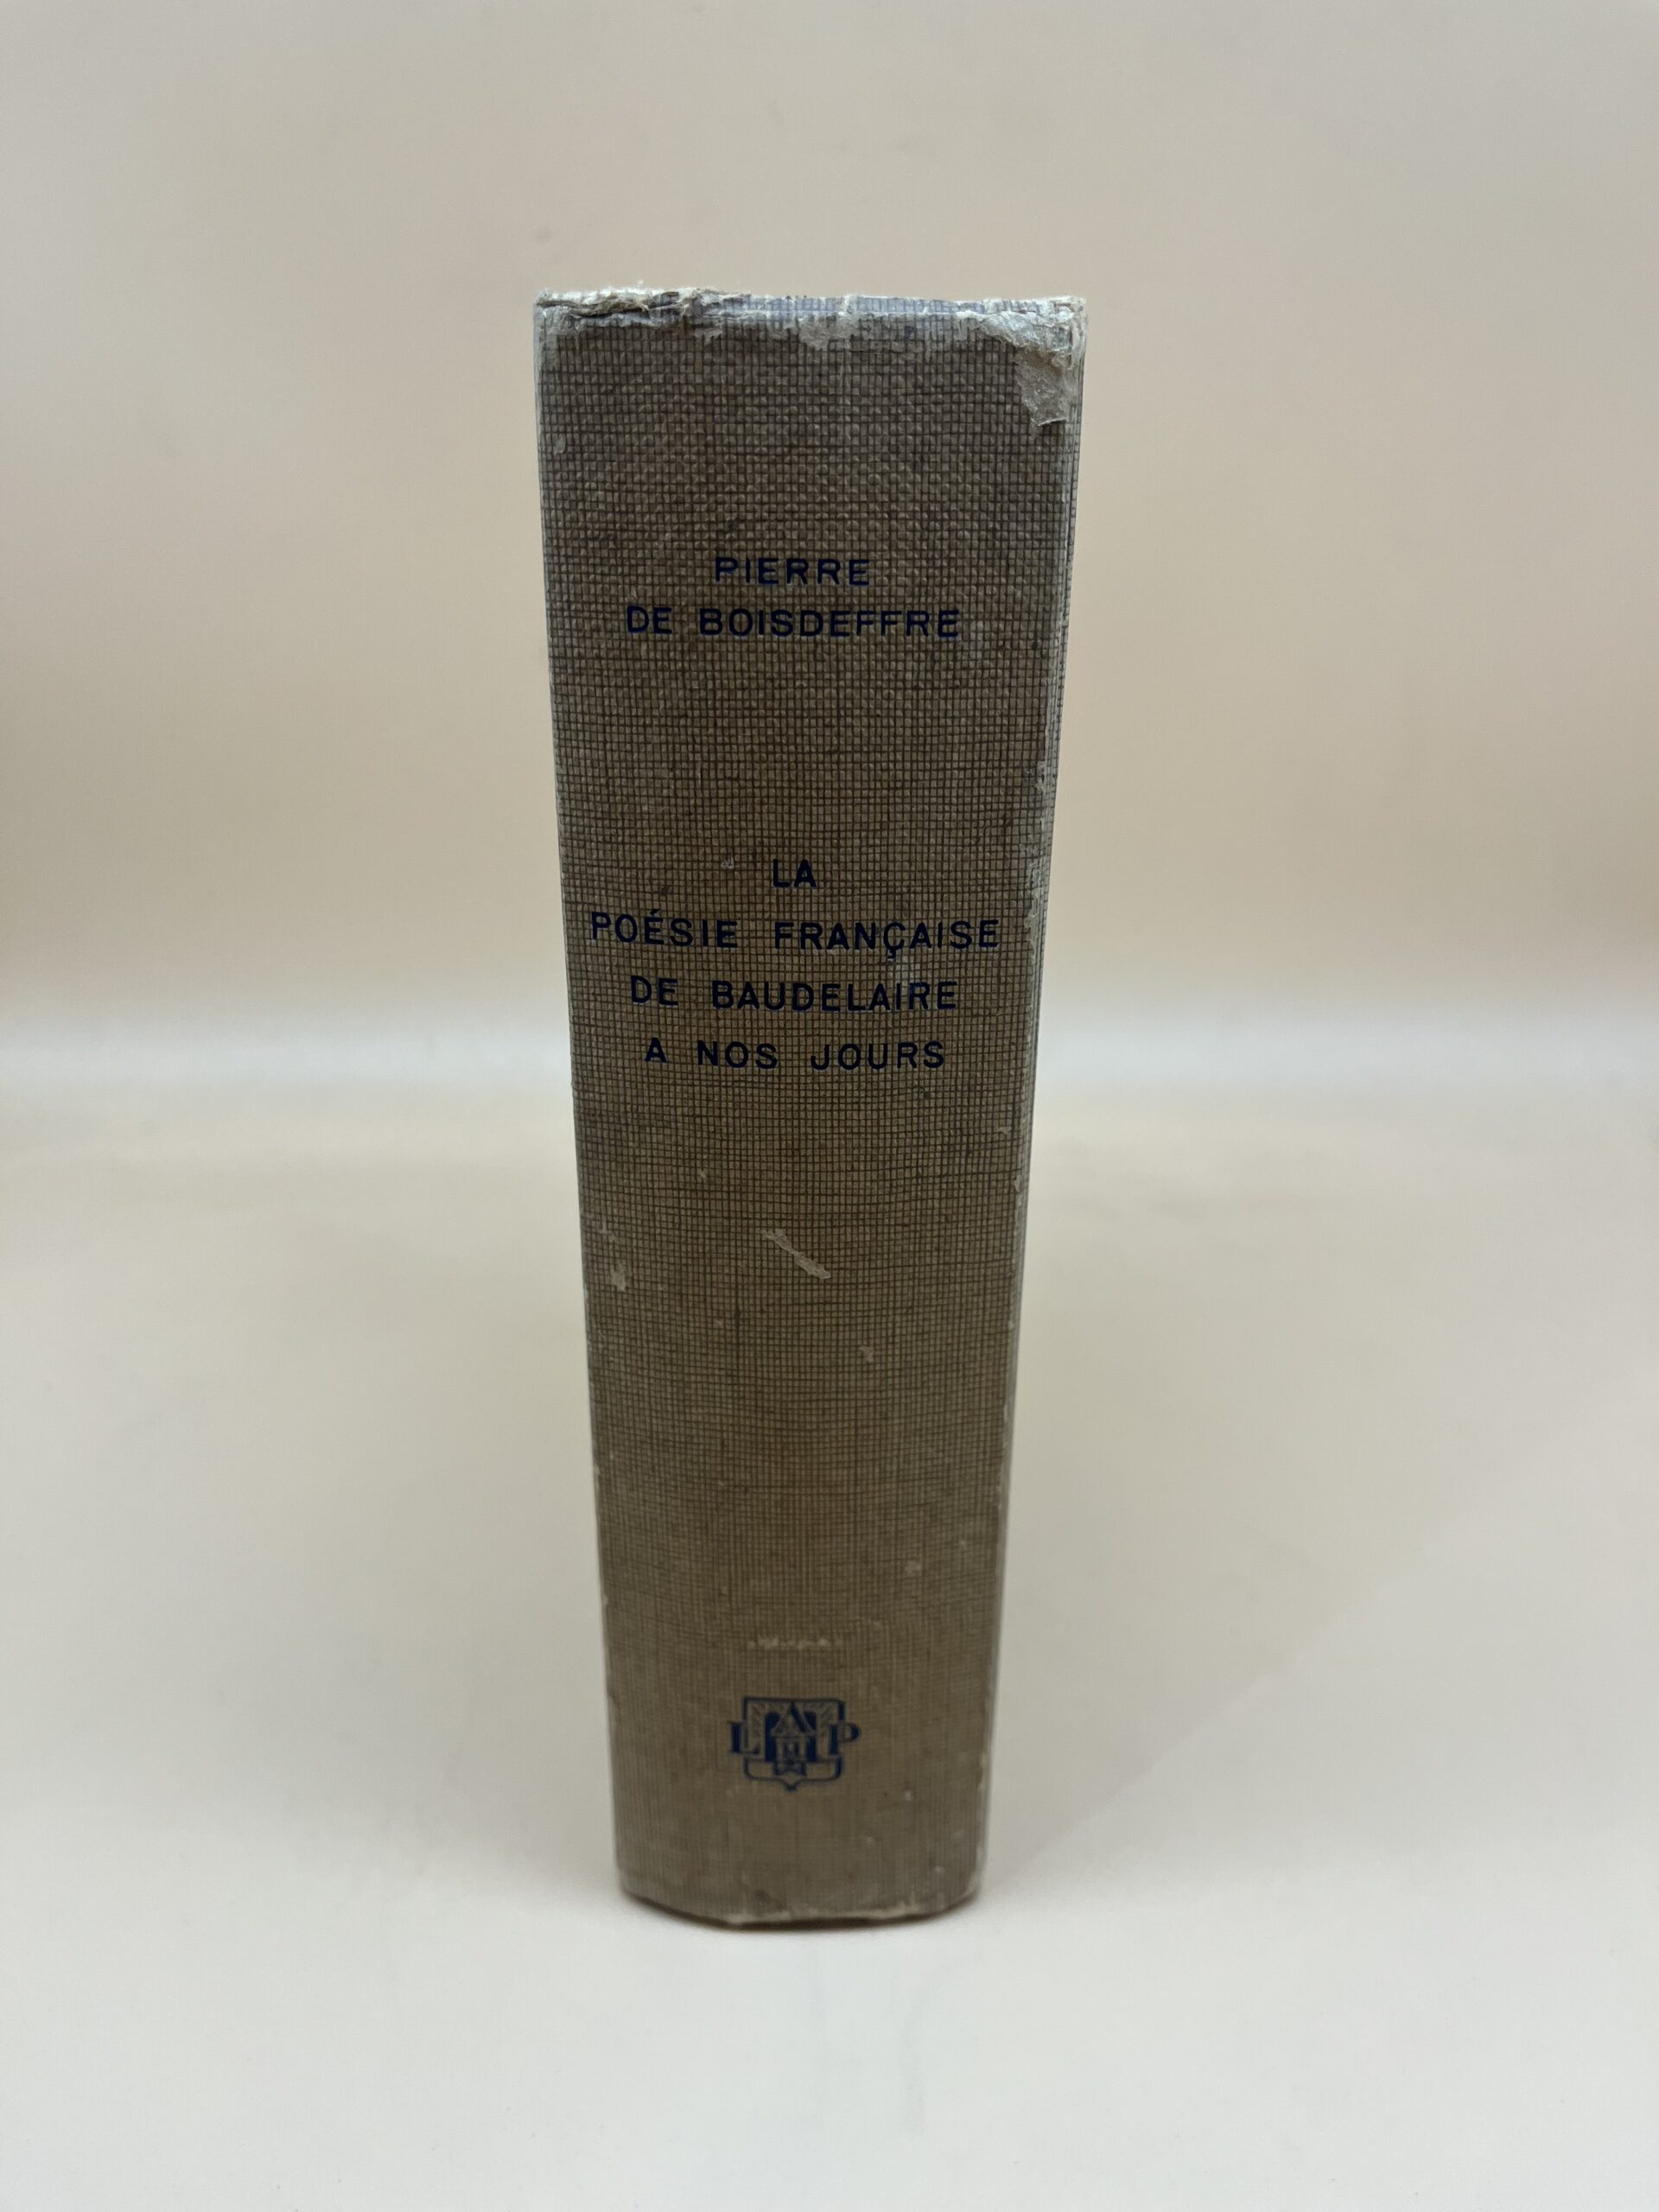 PIERRE
DE BOISDEFFRE
LA
POÉSIE FRANÇAISE
DE BAUDELAIRE
A NOS JOURS